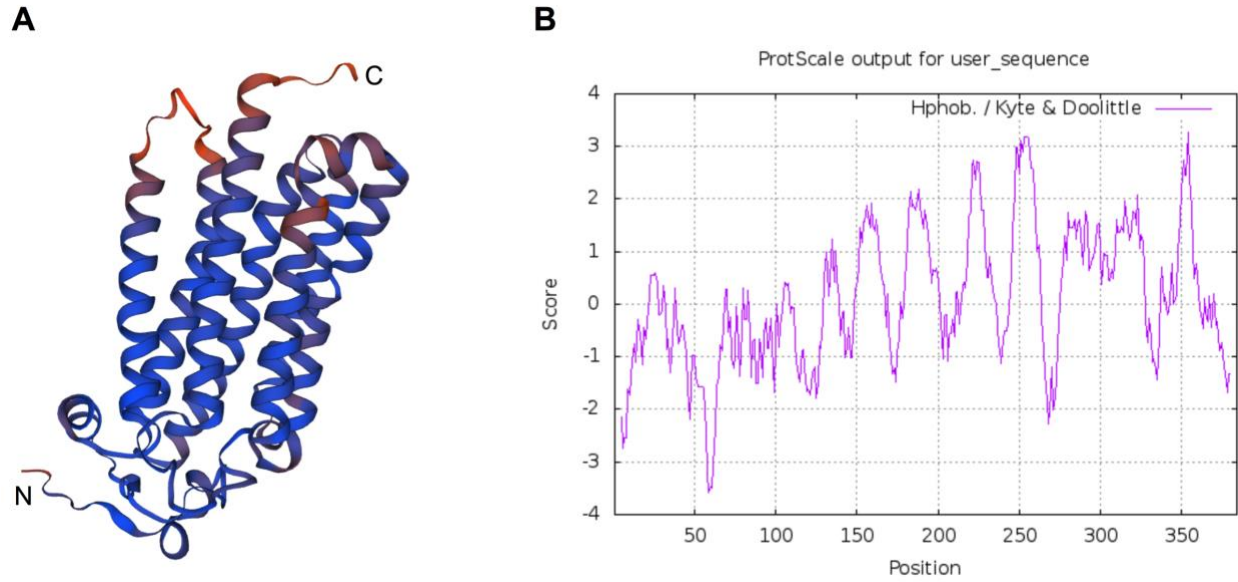 A
C
N
B
ProtScale output for user_sequence
Hphob. / Kyte & Doolittle
4
3
2
1
0
-1
-2
-3
-4
Score
50 100 150 200 250 300 350
Position